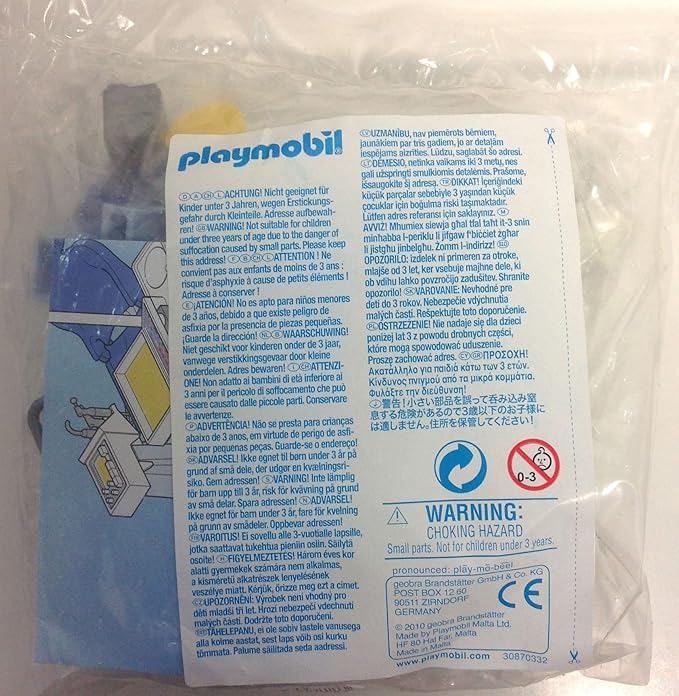 playmobil®
DACHLACHTUNG! Nicht geeignet für
Kinder unter 3 Jahren, wegen Erstickungs-
gefahr durch Kleinteile. Adresse aufbewah-
ren! GBWARNING! Not suitable for children
under three years of age due to the danger of
suffocation caused by small parts. Please keep
this address! FBCHLATTENTION ! Ne
convient pas aux enfants de moins de 3 ans :
risque d'asphyxie à cause de petits éléments !
Adresse à conserver !
E¡ATENCIÓN! No es apto para niños menores
de 3 años, debido a que existe peligro de
asfixia por la presencia de piezas pequeñas.
¡Guarde la dirección! NLBWAARSCHUWING!
Niet geschikt voor kinderen onder de 3 jaar,
vanwege verstikkingsgevaar door kleine
onderdelen. Adres bewaren! ICHATTENZI-
ONE! Non adatto ai bambini di età inferiore ai
3 anni per il pericolo di soffocamento che può
essere causato dalle piccole parti. Conservare
le avvertenze.
PADVERTÊNCIA! Não se presta para crianças
abaixo de 3 anos, em virtude de perigo de asfi-
xia por peças pequenas. Guarde-se o endereço!
DKADVARSEL! Ikke egnet til børn under 3 år på
grund af små dele, der udgør en kvælningsri-
siko. Gem adressen! SVARNING! Inte lämplig
för barn upp till 3 år, risk för kvävning på grund
av små delar. Spara adressen! NADVARSEL!
Ikke egnet for barn under 3 år, fare for kvelning
på grunn av smådeler. Oppbevar adressen!
FINVAROITUS! Ei sovellu alle 3-vuotialle lapsille,
jotka saattavat tukehtua pieniin osiin. Säilytä
osoite! HFIGYELMEZTETÉS! Három éves kor
alatti gyermekek számára nem alkalmas,
a kisméretű alkatrészek lenyelésének
veszélye miatt. Kérjük, őrizze meg ezt a címet.
CZUPOZORNĚNÍ: Výrobek není vhodný pro
děti mladší tří let. Hrozí nebezpečí vdechnutí
malých částí. Dodržte toto doporučení.
TÄHELEPANU, ei ole sobiv lastele vanusega
alla kolme aastat, sest laps võib osi kurku
tõmmata. Palume säilitada seda aadressi.
LVUZMANĪBU, nav piemērots bērniem,
jaunākiem par trīs gadiem, jo ar detaļām
iespējams aizrīties. Lūdzu, saglabāt šo adresi.
LTDĖMESIO, netinka vaikams iki 3 metų, nes
gali užspringti smulkiomis detalėmis. Prašome,
išsaugokite šį adresą. TRDIKKAT! İçeriğindeki
küçük parçalar sebebiyle 3 yaşından küçük
çocuklar için boğulma riski taşımaktadır.
Lütfen adres referansı için saklayınız. M
AVVIŻ! Mhumiex siewja għal tfal taħt it-3 snin
minħabba l-periklu li jifgaw f'biċċiet żgħar
li jistgħu jinbelgħu. Żomm l-indirizz! SLO
OPOZORILO: izdelek ni primeren za otroke,
mlajše od 3 let, ker vsebuje majhne dele, ki
ob vdihu lahko povzročijo zadušitev. Shranite
opozorilo! SKVAROVANIE: Nevhodné pre
deti do 3 rokov. Nebezpečie vdýchnutia
malých častí. Rešpektujte toto doporučenie.
PLOSTRZEŻENIE! Nie nadaje się dla dzieci
poniżej lat 3 z powodu drobnych części,
które mogą spowodować uduszenie.
Proszę zachować adres. CYGRΠΡΟΣΟΧΗ!
Ακατάλληλο για παιδιά κάτω των 3 ετών.
Κίνδυνος πνιγμού από τα μικρά κομμάτια.
Φυλάξτε την διεύθυνση!
J警告! 小さい部品を誤って呑み込み窒
息する危険があるので3歳以下のお子様に
は適しません。住所を保管してください!
0-3
WARNING:
CHOKING HAZARD
Small parts. Not for children under 3 years.
pronounced: plāy-mō-bēēl
geobra Brandstätter GmbH & Co. KG
POST BOX 12 60
90511 ZIRNDORF
GERMANY
CE
© 2010 geobra Brandstätter
Made by Playmobil Malta Ltd.
HF 80 Hal Far, Malta
Made in Malta
www.playmobil.com 30870332